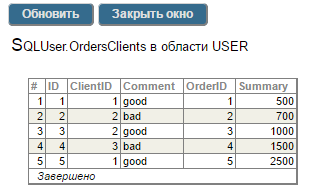 Обновить Закрыть окно
SQLUser.OrdersClients в области USER
# ID ClientID Comment OrderID Summary
1 1 1 good 1 500
2 2 2 bad 2 700
3 3 2 good 3 1000
4 4 3 bad 4 1500
5 5 1 good 5 2500
Завершено